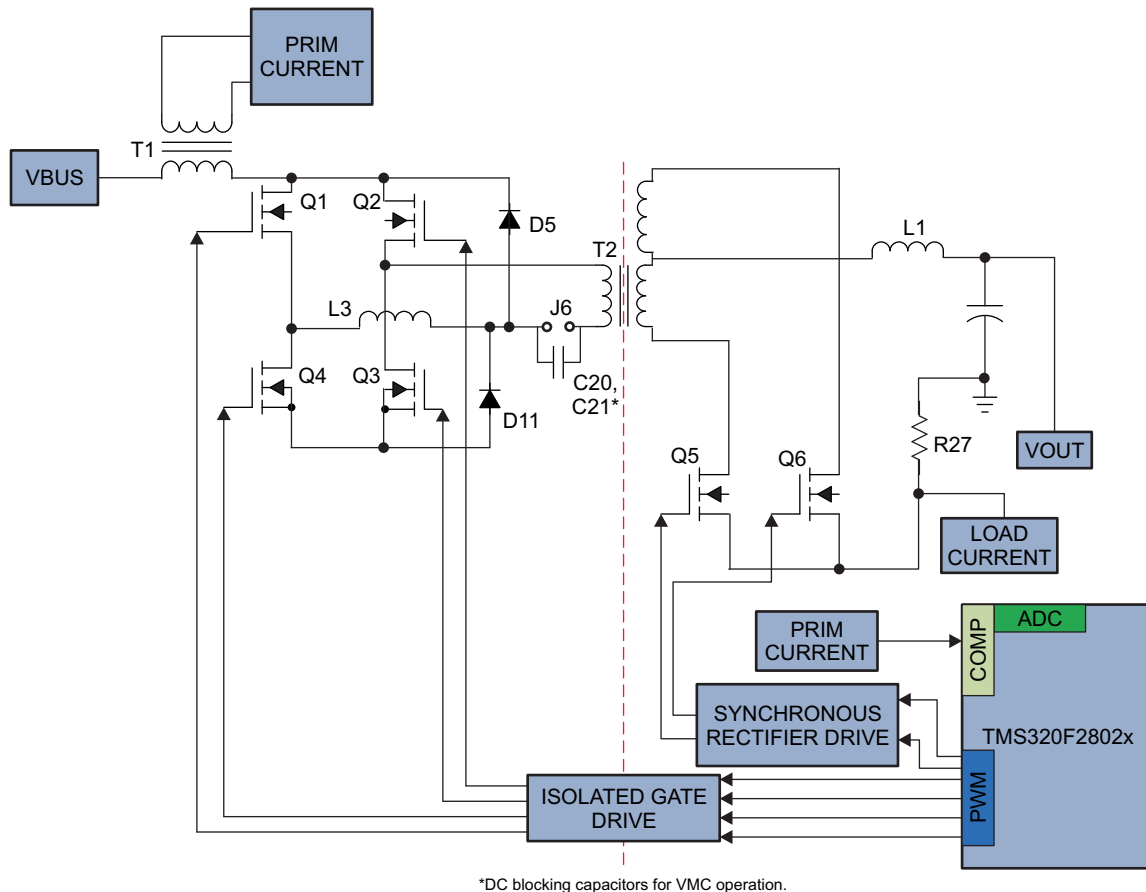 PRIM
CURRENT
T1
VBUS
Q1
Q2
D5
T2
L1
L3
J6
Q4
Q3
C20,
C21*
D11
R27
VOUT
Q5
Q6
LOAD
CURRENT
PRIM
CURRENT
COMP
ADC
SYNCHRONOUS
RECTIFIER DRIVE
TMS320F2802x
ISOLATED GATE
DRIVE
PWM
*DC blocking capacitors for VMC operation.